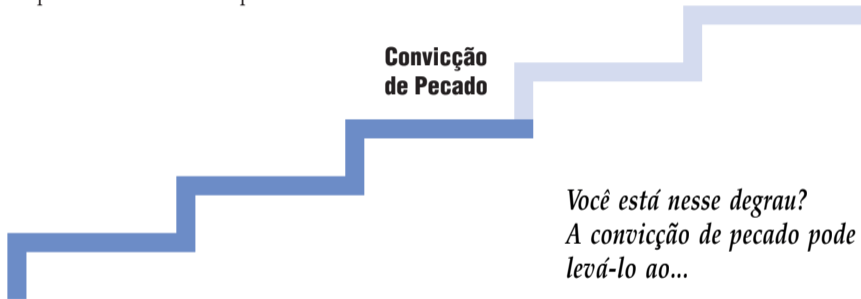 Convicção
de Pecado
Você está nesse degrau?
A convicção de pecado pode
levá-lo ao...